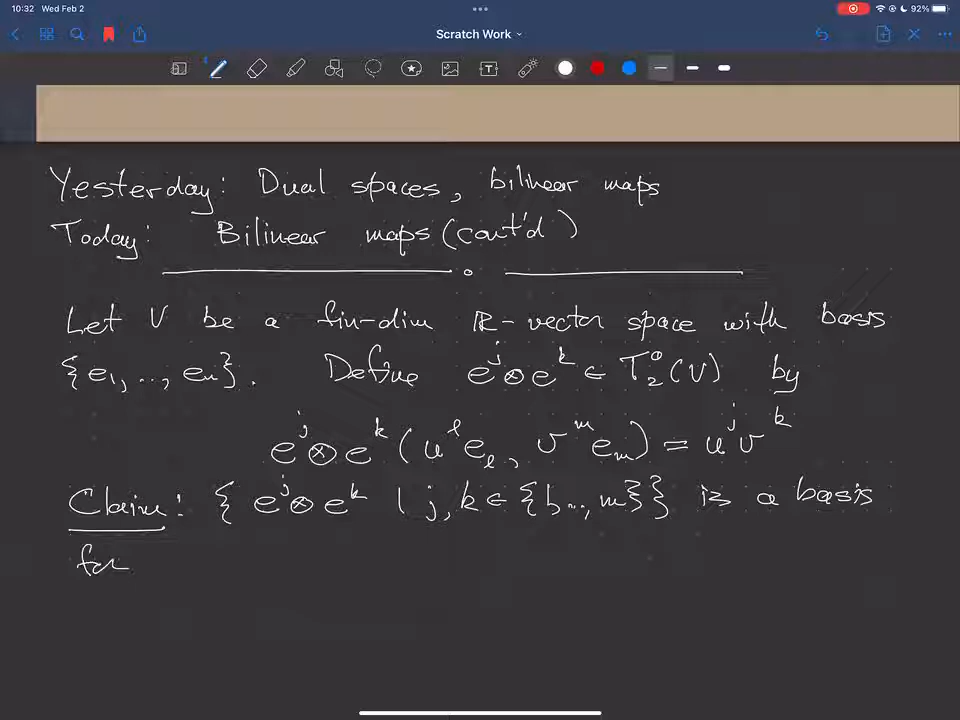 10:32 Wed Feb 2
92%
Scratch Work
Yesterday: Dual spaces, bilinear maps
Today: Bilinear maps (cont'd)
Let V be a fin-dim ℝ-vector space with basis
{e₁, .., eₙ}. Define eʲ⊗eᵏ ∈ T⁰₂(V) by
eʲ⊗eᵏ(uˡeₗ, vᵐeₘ) = uʲvᵏ
Claim: {eʲ⊗eᵏ | j, k ∈ {1, .., n}} is a basis
for